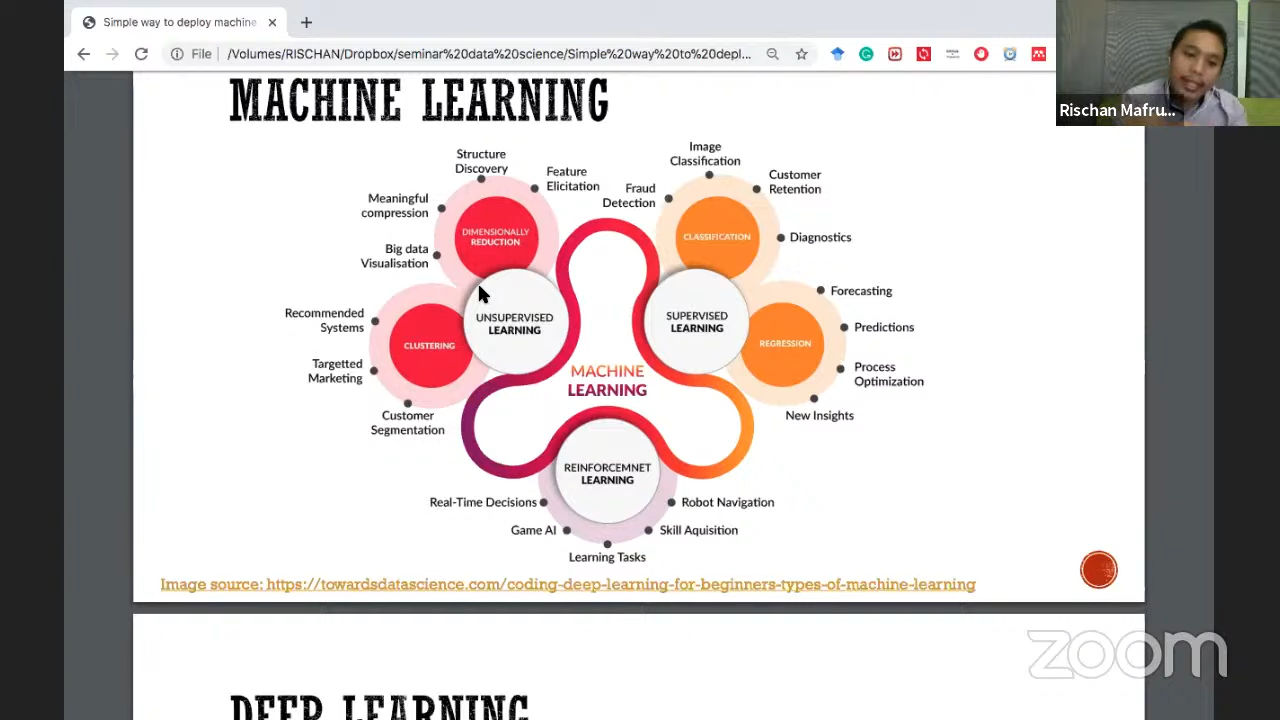 Simple way to deploy machine
File
/Volumes/RISCHAN/Dropbox/seminar%20data%20science/Simple%20way%20to%20depl...
Rischan Mafru...
MACHINE LEARNING
Structure
Discovery
Feature
Elicitation
Meaningful
compression
Big data
Visualisation
DIMENSIONALLY
REDUCTION
Recommended
Systems
Targetted
Marketing
Customer
Segmentation
CLUSTERING
UNSUPERVISED
LEARNING
Image
Classification
Fraud
Detection
Customer
Retention
Diagnostics
CLASSIFICATION
SUPERVISED
LEARNING
Forecasting
Predictions
Process
Optimization
New Insights
REGRESSION
MACHINE
LEARNING
REINFORCEMNET
LEARNING
Real-Time Decisions
Game AI
Learning Tasks
Skill Aquisition
Robot Navigation
Image source: https://towardsdatascience.com/coding-deep-learning-for-beginners-types-of-machine-learning
zoom
DEEP LEARNING